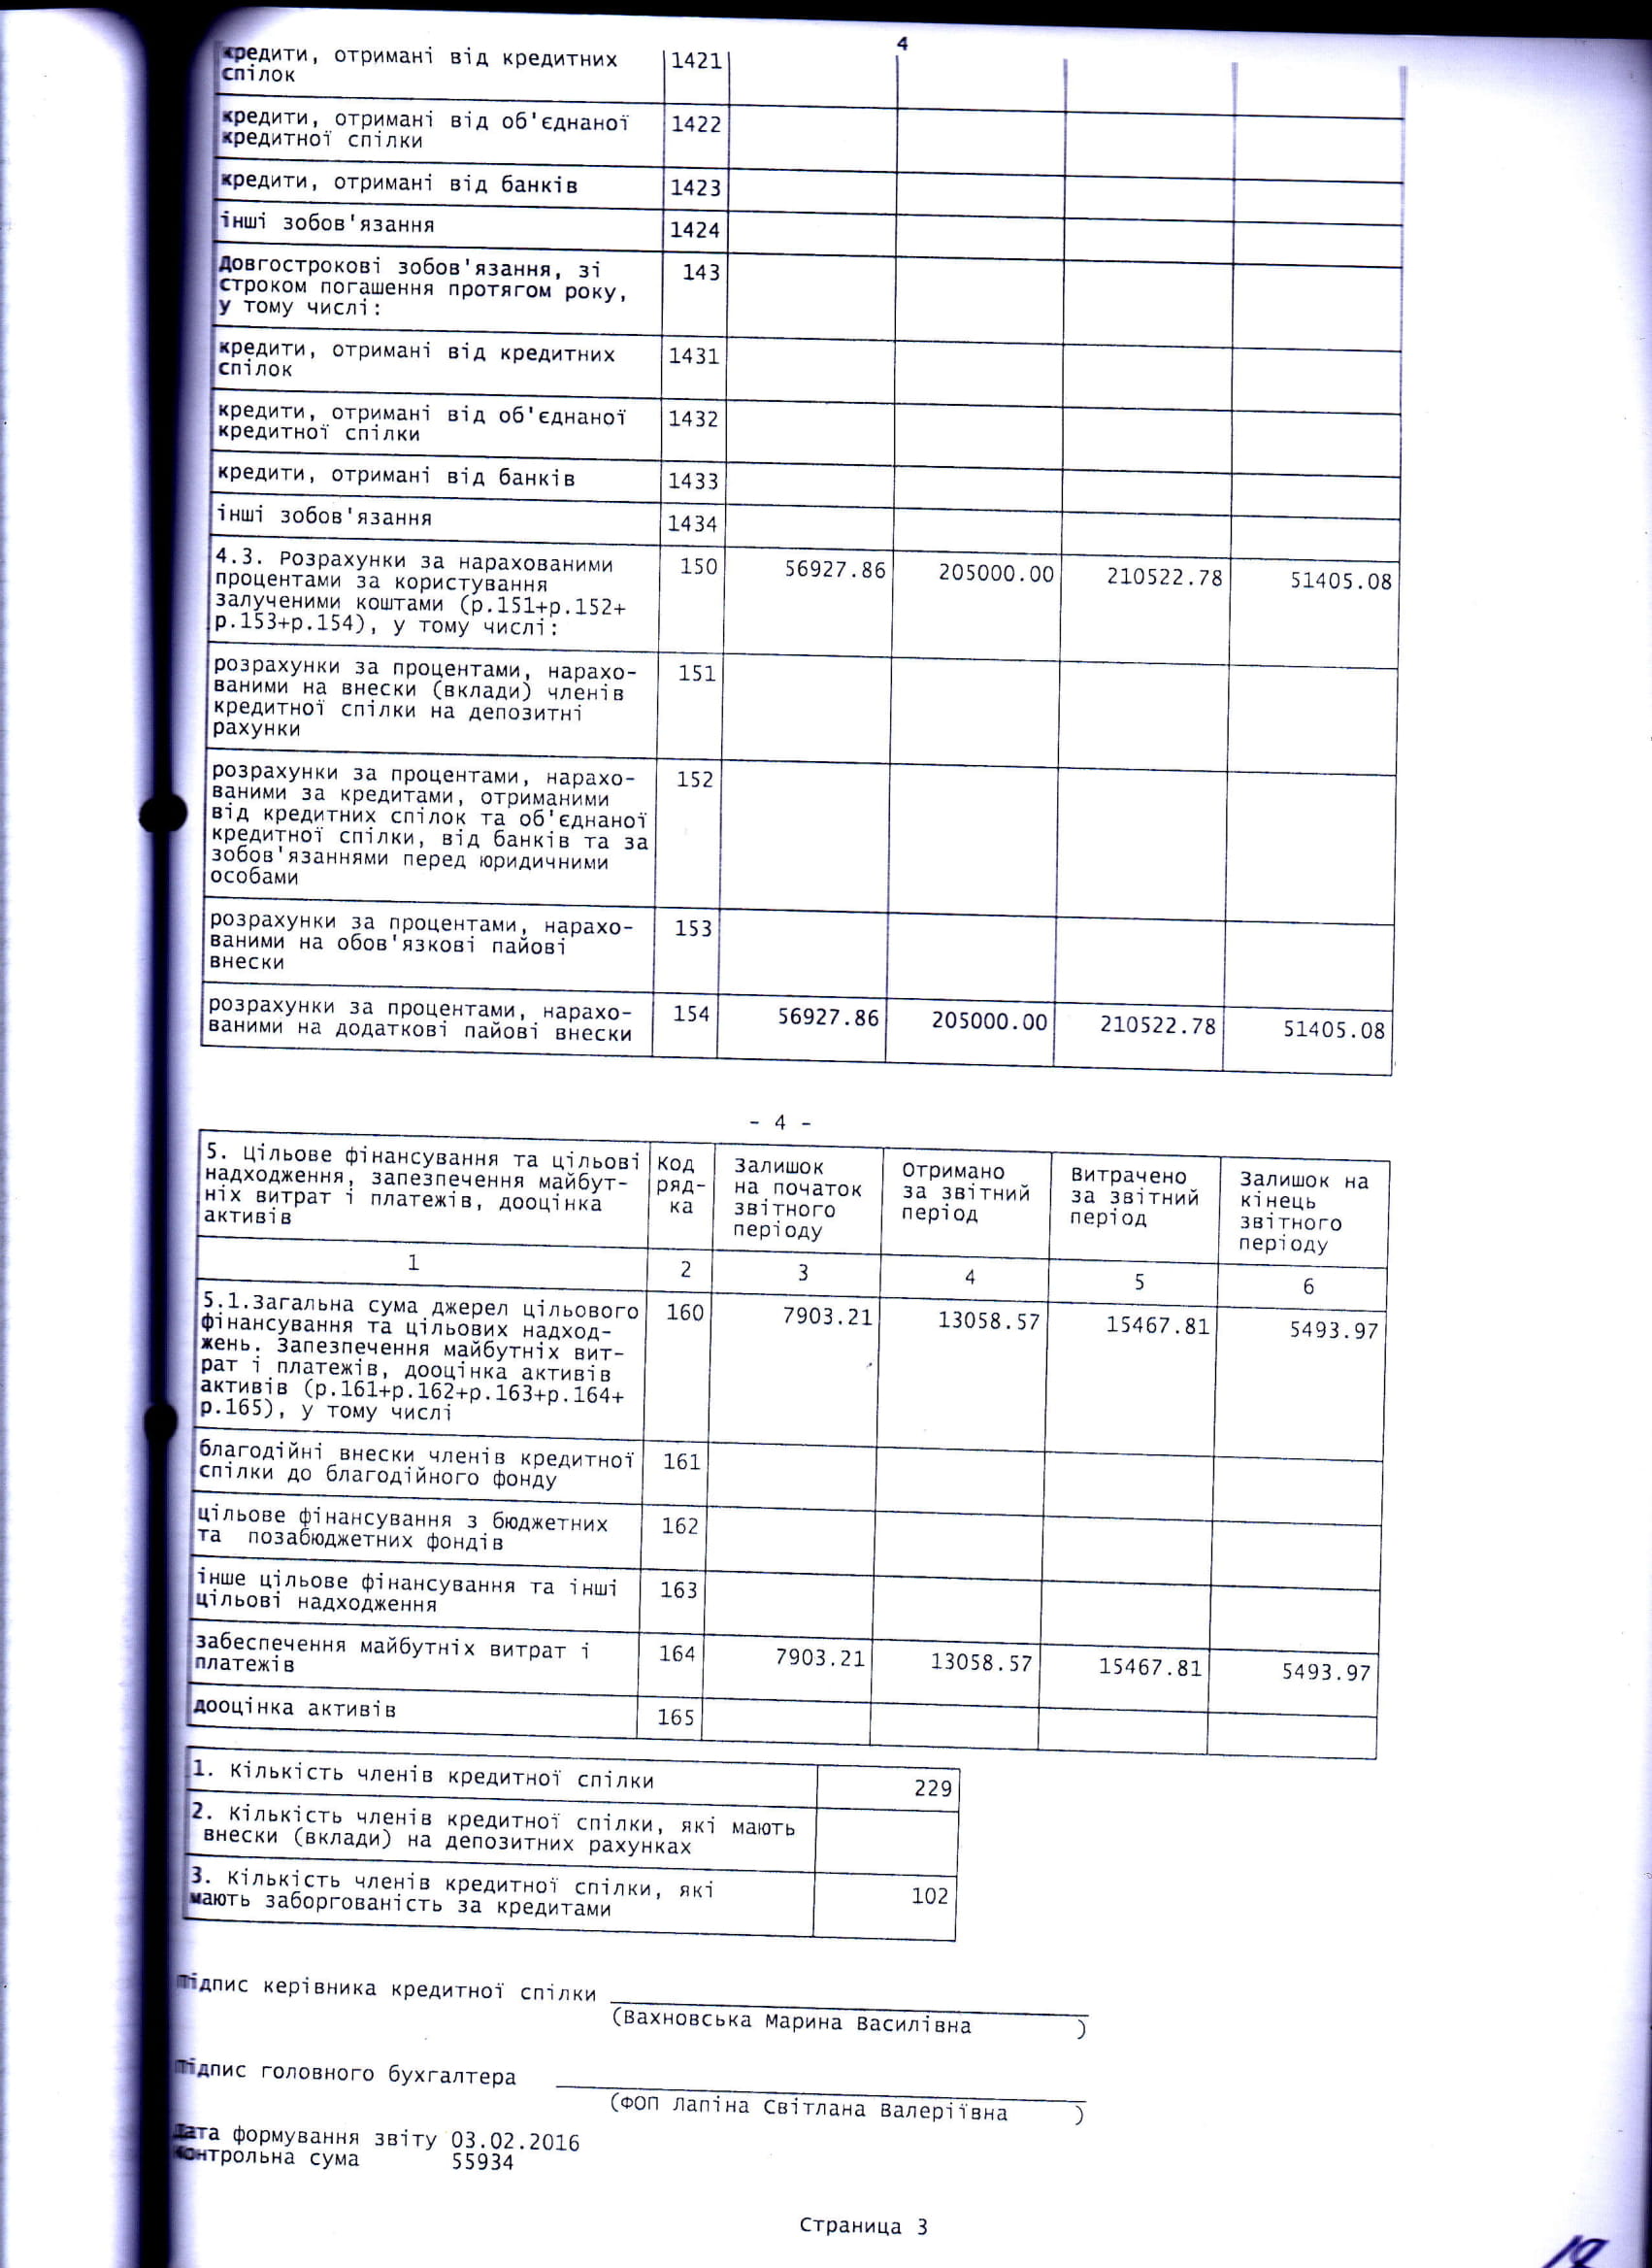 4
кредити, отримані від кредитних 1421
спілок
кредити, отримані від об'єднаної 1422
кредитної спілки
кредити, отримані від банків 1423
інші зобов'язання 1424
Довгострокові зобов'язання, зі 143
строком погашення протягом року,
у тому числі:
кредити, отримані від кредитних 1431
спілок
кредити, отримані від об'єднаної 1432
кредитної спілки
кредити, отримані від банків 1433
інші зобов'язання 1434
4.3. Розрахунки за нарахованими 150 56927.86 205000.00 210522.78 51405.08
процентами за користування
залученими коштами (р.151+р.152+
р.153+р.154), у тому числі:
розрахунки за процентами, нарахо- 151
ваними на внески (вклади) членів
кредитної спілки на депозитні
рахунки
розрахунки за процентами, нарахо- 152
ваними за кредитами, отриманими
від кредитних спілок та об'єднаної
кредитної спілки, від банків та за
зобов'язаннями перед юридичними
особами
розрахунки за процентами, нарахо- 153
ваними на обов'язкові пайові
внески
розрахунки за процентами, нарахо- 154 56927.86 205000.00 210522.78 51405.08
ваними на додаткові пайові внески
- 4 -
5. Цільове фінансування та цільові Код Залишок Отримано Витрачено Залишок на
надходження, запезпечення майбут- ряд- на початок за звітний за звітний кінець
ніх витрат і платежів, дооцінка ка звітного період період звітного
активів періоду періоду
1 2 3 4 5 6
5.1.Загальна сума джерел цільового 160 7903.21 13058.57 15467.81 5493.97
фінансування та цільових надход-
жень. Запезпечення майбутніх вит-
рат і платежів, дооцінка активів
активів (р.161+р.162+р.163+р.164+
р.165), у тому числі
благодійні внески членів кредитної 161
спілки до благодійного фонду
цільове фінансування з бюджетних 162
та позабюджетних фондів
інше цільове фінансування та інші 163
цільові надходження
забеспечення майбутніх витрат і 164 7903.21 13058.57 15467.81 5493.97
платежів
дооцінка активів 165
1. Кількість членів кредитної спілки 229
2. Кількість членів кредитної спілки, які мають
внески (вклади) на депозитних рахунках
3. Кількість членів кредитної спілки, які 102
мають заборгованість за кредитами
Підпис керівника кредитної спілки
(Вахновська Марина Василівна )
Підпис головного бухгалтера
(ФОП Лапіна Світлана Валеріївна )
Дата формування звіту 03.02.2016
Контрольна сума 55934
Страница 3